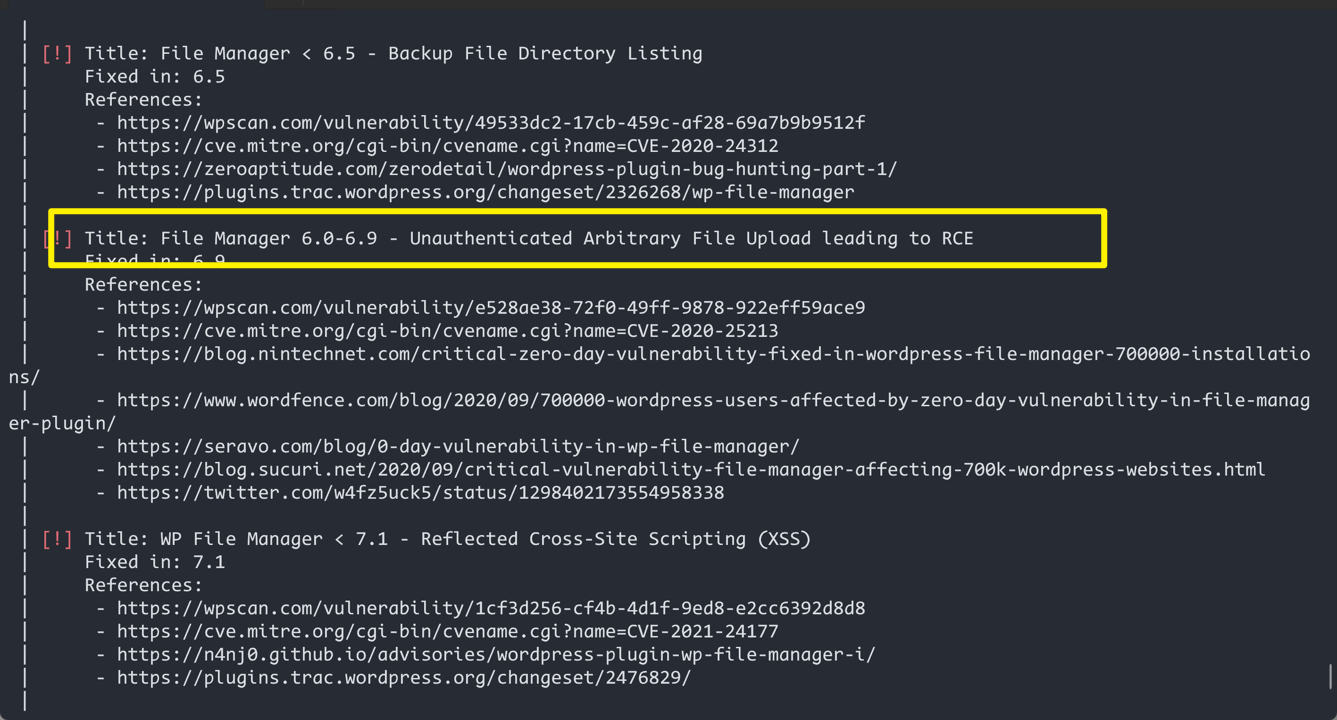 |
| [!] Title: File Manager < 6.5 - Backup File Directory Listing
|     Fixed in: 6.5
|     References:
|      - https://wpscan.com/vulnerability/49533dc2-17cb-459c-af28-69a7b9b9512f
|      - https://cve.mitre.org/cgi-bin/cvename.cgi?name=CVE-2020-24312
|      - https://zeroaptitude.com/zerodetail/wordpress-plugin-bug-hunting-part-1/
|      - https://plugins.trac.wordpress.org/changeset/2326268/wp-file-manager
|
| [!] Title: File Manager 6.0-6.9 - Unauthenticated Arbitrary File Upload leading to RCE
|     Fixed in: 6.9
|     References:
|      - https://wpscan.com/vulnerability/e528ae38-72f0-49ff-9878-922eff59ace9
|      - https://cve.mitre.org/cgi-bin/cvename.cgi?name=CVE-2020-25213
|      - https://blog.nintechnet.com/critical-zero-day-vulnerability-fixed-in-wordpress-file-manager-700000-installatio
ns/
|      - https://www.wordfence.com/blog/2020/09/700000-wordpress-users-affected-by-zero-day-vulnerability-in-file-manag
er-plugin/
|      - https://seravo.com/blog/0-day-vulnerability-in-wp-file-manager/
|      - https://blog.sucuri.net/2020/09/critical-vulnerability-file-manager-affecting-700k-wordpress-websites.html
|      - https://twitter.com/w4fz5uck5/status/1298402173554958338
|
| [!] Title: WP File Manager < 7.1 - Reflected Cross-Site Scripting (XSS)
|     Fixed in: 7.1
|     References:
|      - https://wpscan.com/vulnerability/1cf3d256-cf4b-4d1f-9ed8-e2cc6392d8d8
|      - https://cve.mitre.org/cgi-bin/cvename.cgi?name=CVE-2021-24177
|      - https://n4nj0.github.io/advisories/wordpress-plugin-wp-file-manager-i/
|      - https://plugins.trac.wordpress.org/changeset/2476829/
|